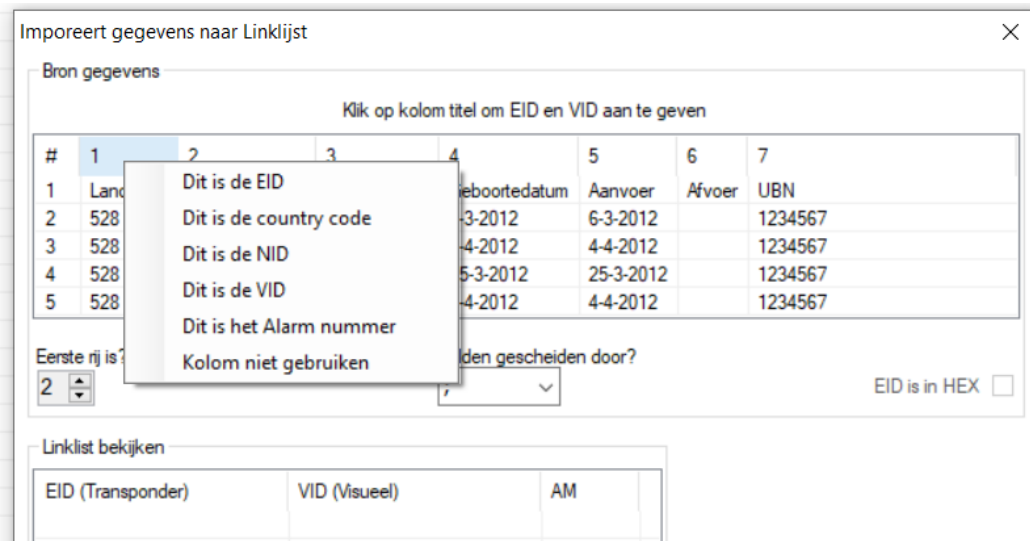 Imporeert gegevens naar Linklijst
Bron gegevens
Klik op kolom titel om EID en VID aan te geven
# 1 2 3 4 5 6 7
1 Land Aanvoer Afvoer UBN
2 528 -3-2012 6-3-2012 1234567
3 528 -4-2012 4-4-2012 1234567
4 528 5-3-2012 25-3-2012 1234567
5 528 -4-2012 4-4-2012 1234567
Dit is de EID
Dit is de country code
Dit is de NID
Dit is de VID
Dit is het Alarm nummer
Kolom niet gebruiken
Eerste rij is? lden gescheiden door?
2 ; EID is in HEX
Linklist bekijken
EID (Transponder) VID (Visueel) AM